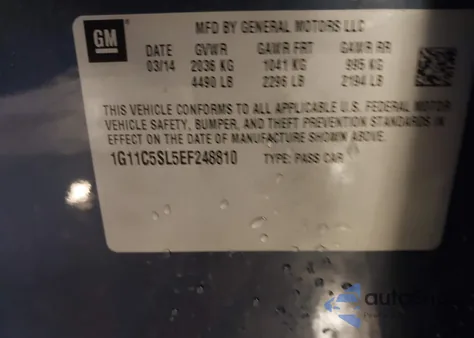 GM
MFD BY GENERAL MOTORS LLC
DATE GVWR GAWR FRT GAWR RR
03/14 2036 KG 1041 KG 995 KG
4490 LB 2296 LB 2194 LB
THIS VEHICLE CONFORMS TO ALL APPLICABLE U.S. FEDERAL MOTOR
VEHICLE SAFETY, BUMPER, AND THEFT PREVENTION STANDARDS IN
EFFECT ON THE DATE OF MANUFACTURE SHOWN ABOVE.
1G11C5SL5EF248810 TYPE: PASS CAR